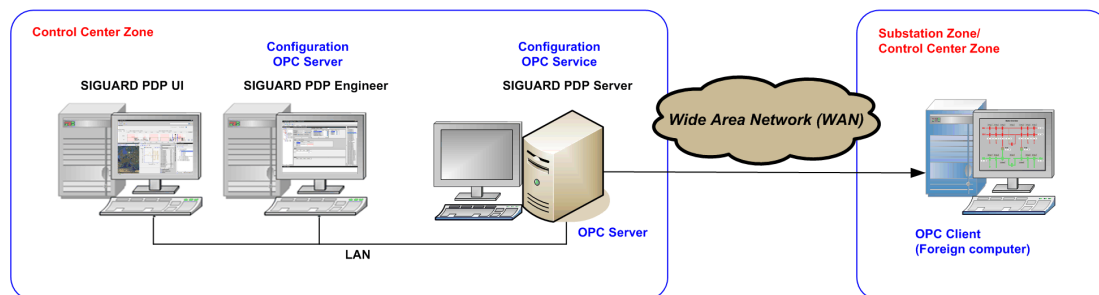 Control Center Zone
Configuration
OPC Server
SIGUARD PDP UI
SIGUARD PDP Engineer
Configuration
OPC Service
SIGUARD PDP Server
OPC Server
LAN
Wide Area Network (WAN)
Substation Zone/
Control Center Zone
OPC Client
(Foreign computer)